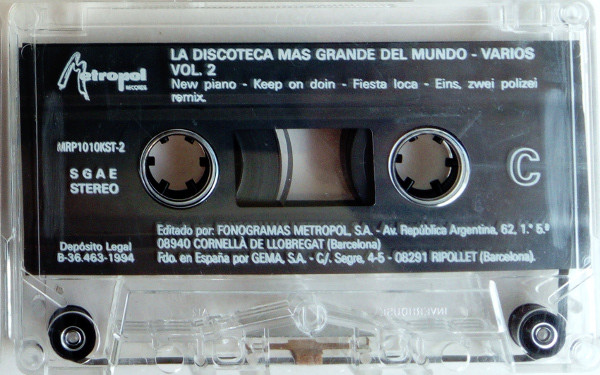 Metropol
RECORDS
LA DISCOTECA MAS GRANDE DEL MUNDO - VARIOS
VOL. 2
New piano - Keep on doin - Fiesta loca - Eins, zwei polizei
remix.
MRP1010KST-2
S G A E
STEREO
C
Depósito Legal
B-36.463-1994
Editado por: FONOGRAMAS METROPOL, S.A. - Av. República Argentina, 62, 1.º 5.º
08940 CORNELLÀ DE LLOBREGAT (Barcelona)
Fdo. en España por GEMA, S.A. - C/. Segre, 4-5 - 08291 RIPOLLET (Barcelona).